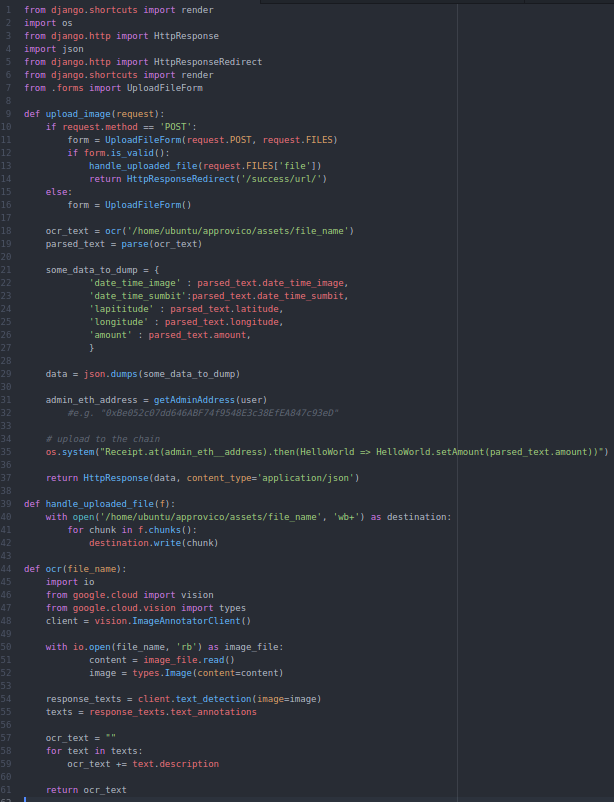 1 from django.shortcuts import render
2 import os
3 from django.http import HttpResponse
4 import json
5 from django.http import HttpResponseRedirect
6 from django.shortcuts import render
7 from .forms import UploadFileForm
8
9 def upload_image(request):
10     if request.method == 'POST':
11         form = UploadFileForm(request.POST, request.FILES)
12         if form.is_valid():
13             handle_uploaded_file(request.FILES['file'])
14             return HttpResponseRedirect('/success/url/')
15     else:
16         form = UploadFileForm()
17
18     ocr_text = ocr('/home/ubuntu/approvico/assets/file_name')
19     parsed_text = parse(ocr_text)
20
21     some_data_to_dump = {
22             'date_time_image' : parsed_text.date_time_image,
23             'date_time_sumbit':parsed_text.date_time_sumbit,
24             'lapititude' : parsed_text.latitude,
25             'longitude' : parsed_text.longitude,
26             'amount' : parsed_text.amount,
27             }
28
29     data = json.dumps(some_data_to_dump)
30
31     admin_eth_address = getAdminAddress(user)
32         #e.g. "0xBe052c07dd646ABF74f9548E3c38EfEA847c93eD"
33
34     # upload to the chain
35     os.system("Receipt.at(admin_eth__address).then(HelloWorld => HelloWorld.setAmount(parsed_text.amount))")
36
37     return HttpResponse(data, content_type='application/json')
38
39 def handle_uploaded_file(f):
40     with open('/home/ubuntu/approvico/assets/file_name', 'wb+') as destination:
41         for chunk in f.chunks():
42             destination.write(chunk)
43
44 def ocr(file_name):
45     import io
46     from google.cloud import vision
47     from google.cloud.vision import types
48     client = vision.ImageAnnotatorClient()
49
50     with io.open(file_name, 'rb') as image_file:
51             content = image_file.read()
52             image = types.Image(content=content)
53
54     response_texts = client.text_detection(image=image)
55     texts = response_texts.text_annotations
56
57     ocr_text = ""
58     for text in texts:
59         ocr_text += text.description
60
61     return ocr_text
62